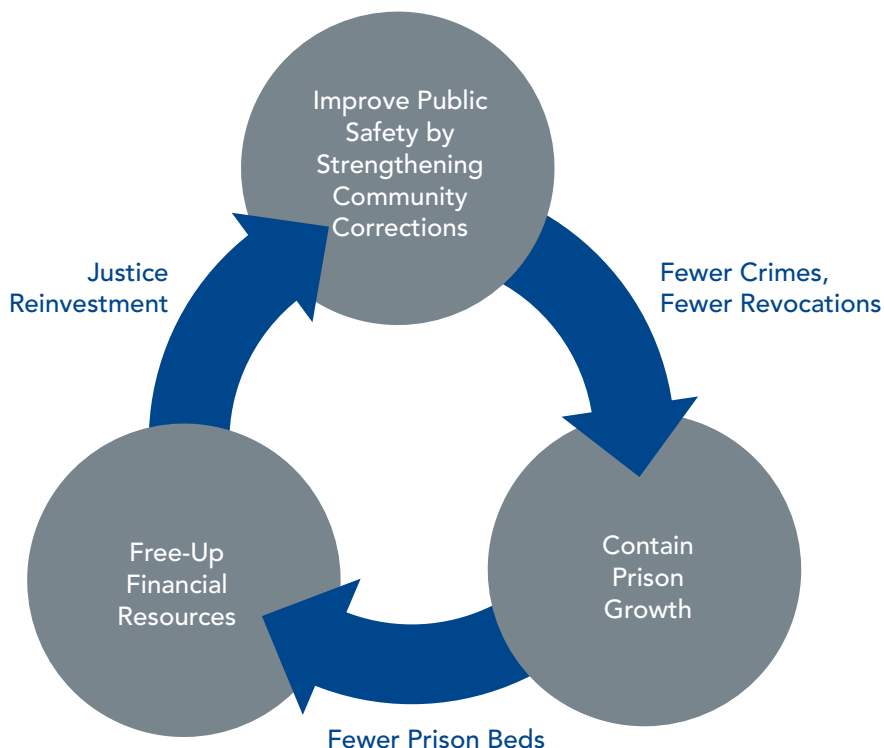 Improve Public
Safety by
Strengthening
Community
Corrections
Justice
Reinvestment
Fewer Crimes,
Fewer Revocations
Free-Up
Financial
Resources
Contain
Prison
Growth
Fewer Prison Beds